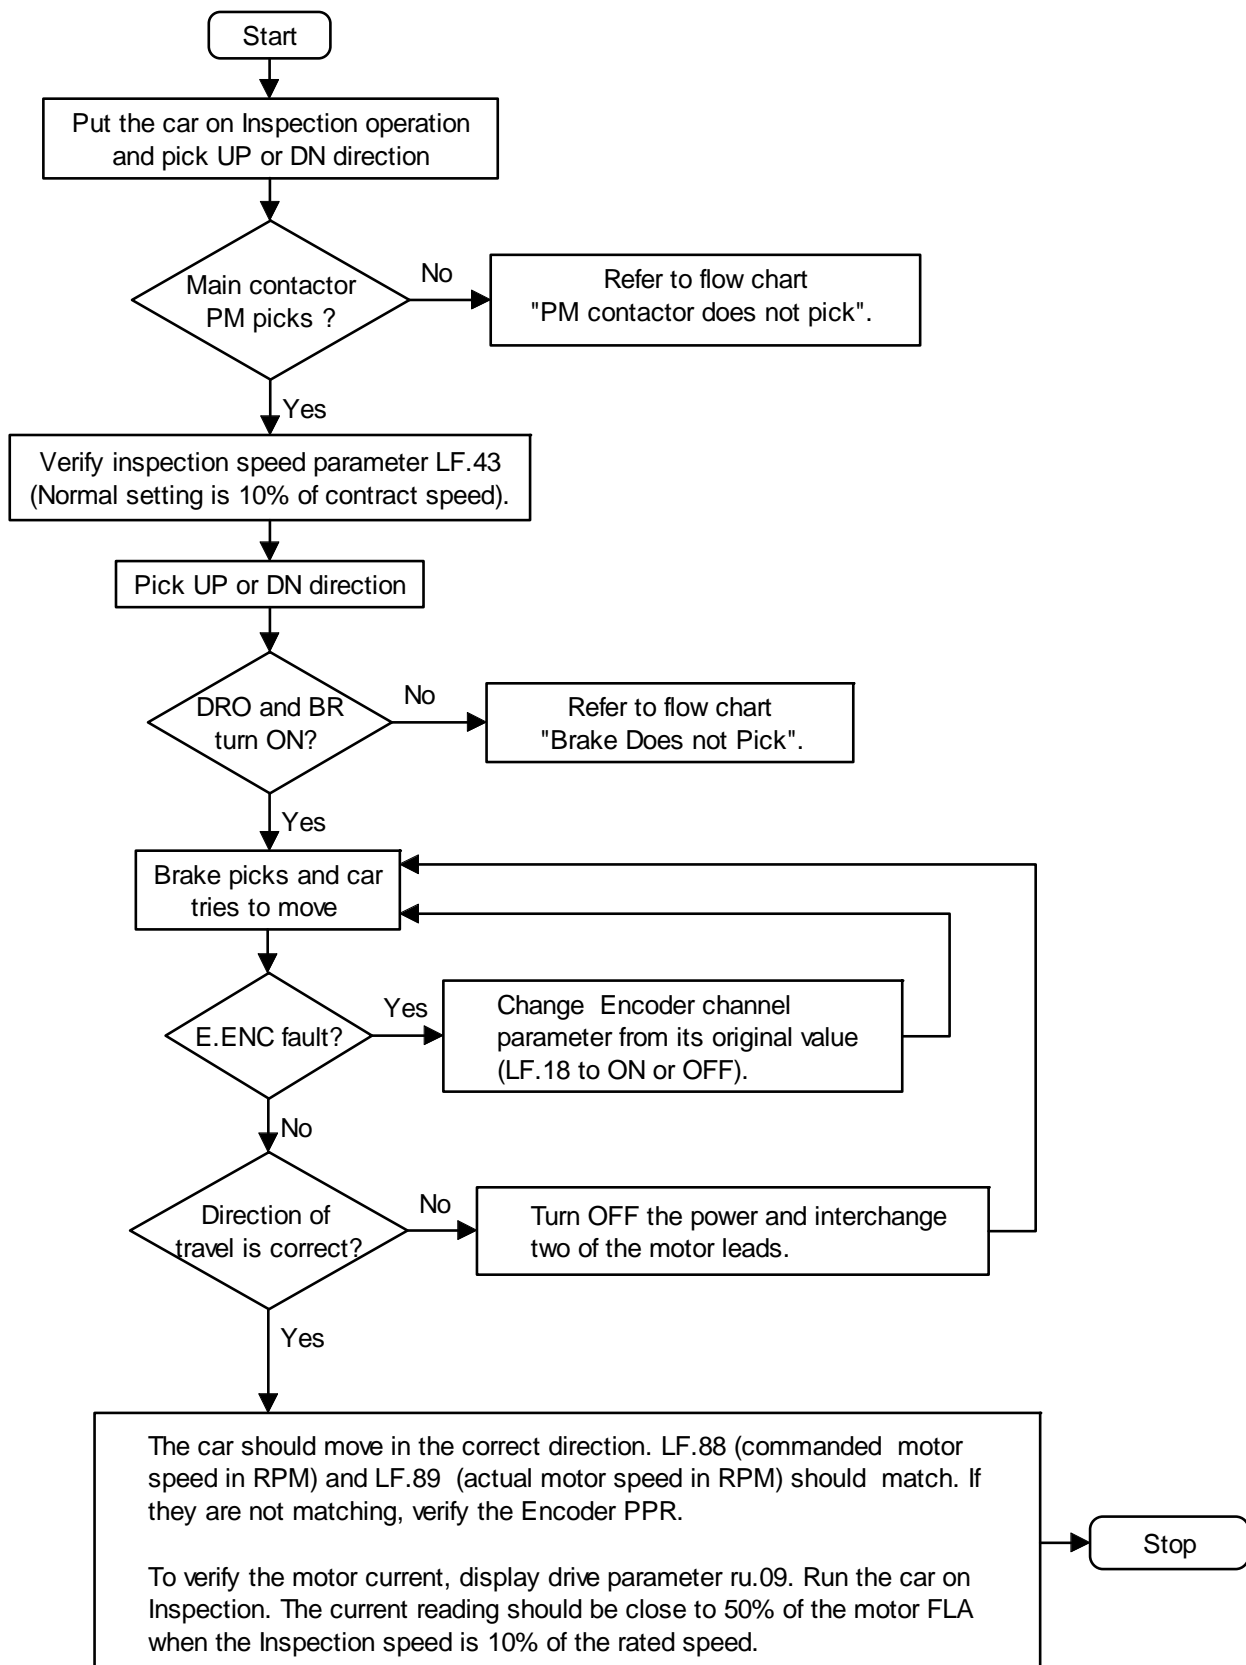 Start
Put the car on Inspection operation
and pick UP or DN direction
Main contactor
PM picks ?
No
Refer to flow chart
"PM contactor does not pick".
Yes
Verify inspection speed parameter LF.43
(Normal setting is 10% of contract speed).
Pick UP or DN direction
DRO and BR
turn ON?
No
Refer to flow chart
"Brake Does not Pick".
Yes
Brake picks and car
tries to move
E.ENC fault?
Yes
Change Encoder channel
parameter from its original value
(LF.18 to ON or OFF).
No
Direction of
travel is correct?
No
Turn OFF the power and interchange
two of the motor leads.
Yes
The car should move in the correct direction. LF.88 (commanded motor
speed in RPM) and LF.89 (actual motor speed in RPM) should match. If
they are not matching, verify the Encoder PPR.
To verify the motor current, display drive parameter ru.09. Run the car on
Inspection. The current reading should be close to 50% of the motor FLA
when the Inspection speed is 10% of the rated speed.
Stop